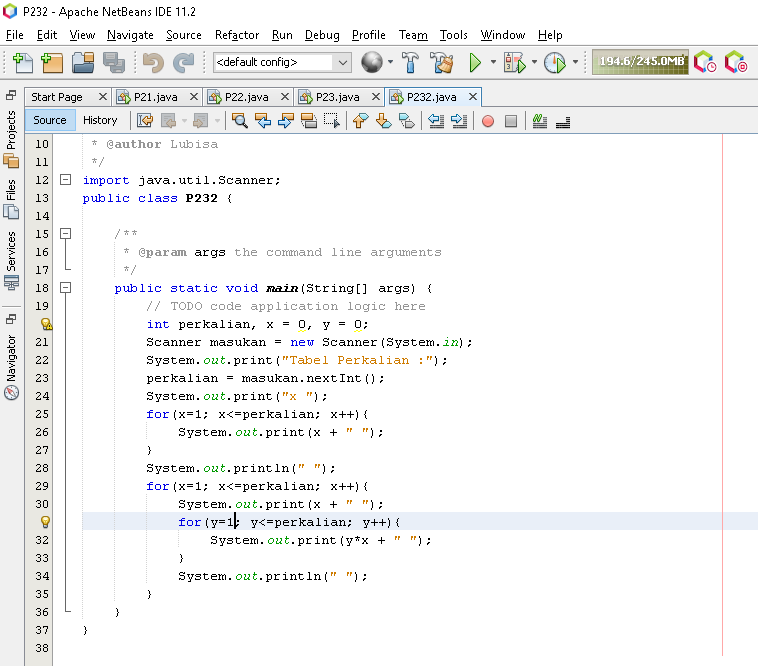 P232 - Apache NetBeans IDE 11.2
File Edit View Navigate Source Refactor Run Debug Profile Team Tools Window Help
<default config> 194.6/245.0MB
Start Page P21.java P22.java P23.java P232.java
Source History
Projects
Files
Services
Navigator
10 * @author Lubisa
11 */
12 import java.util.Scanner;
13 public class P232 {
14
15 /**
16 * @param args the command line arguments
17 */
18 public static void main(String[] args) {
19 // TODO code application logic here
int perkalian, x = 0, y = 0;
21 Scanner masukan = new Scanner(System.in);
22 System.out.print("Tabel Perkalian :");
23 perkalian = masukan.nextInt();
24 System.out.print("x ");
25 for(x=1; x<=perkalian; x++){
26 System.out.print(x + " ");
27 }
28 System.out.println(" ");
29 for(x=1; x<=perkalian; x++){
30 System.out.print(x + " ");
for(y=1; y<=perkalian; y++){
32 System.out.print(y*x + " ");
33 }
34 System.out.println(" ");
35 }
36 }
37 }
38